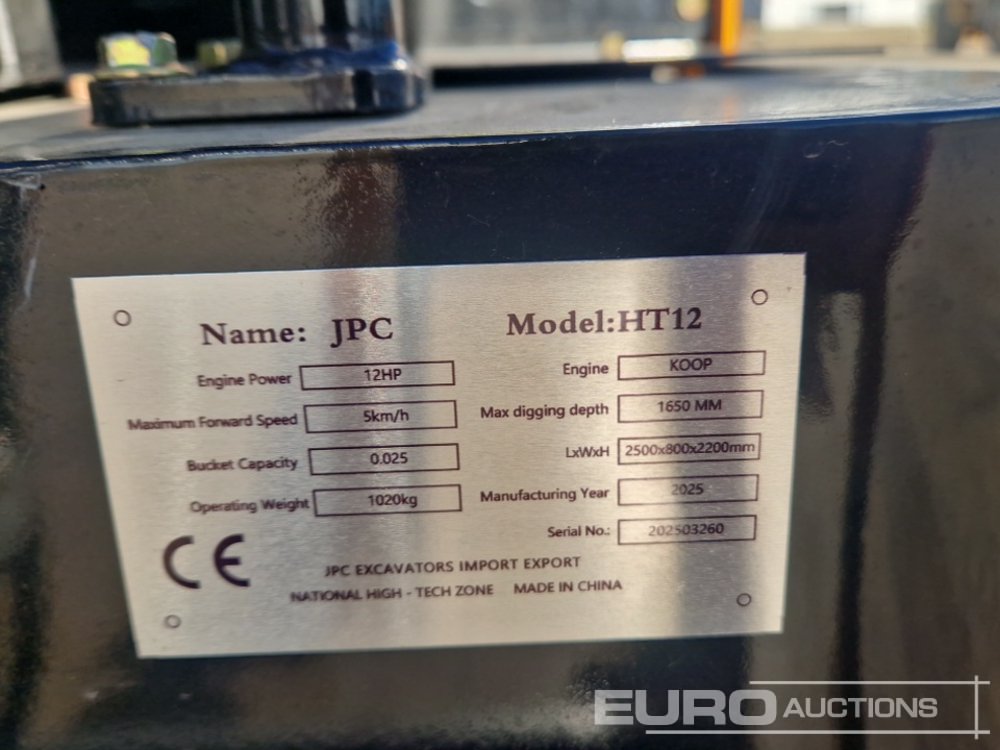 Name: JPC Model:HT12
Engine Power 12HP Engine KOOP
Maximum Forward Speed 5km/h Max digging depth 1650 MM
Bucket Capacity 0.025 LxWxH 2500x800x2200mm
Operating Weight 1020kg Manufacturing Year 2025
Serial No.: 202503260
CE JPC EXCAVATORS IMPORT EXPORT
NATIONAL HIGH - TECH ZONE MADE IN CHINA
EURO AUCTIONS